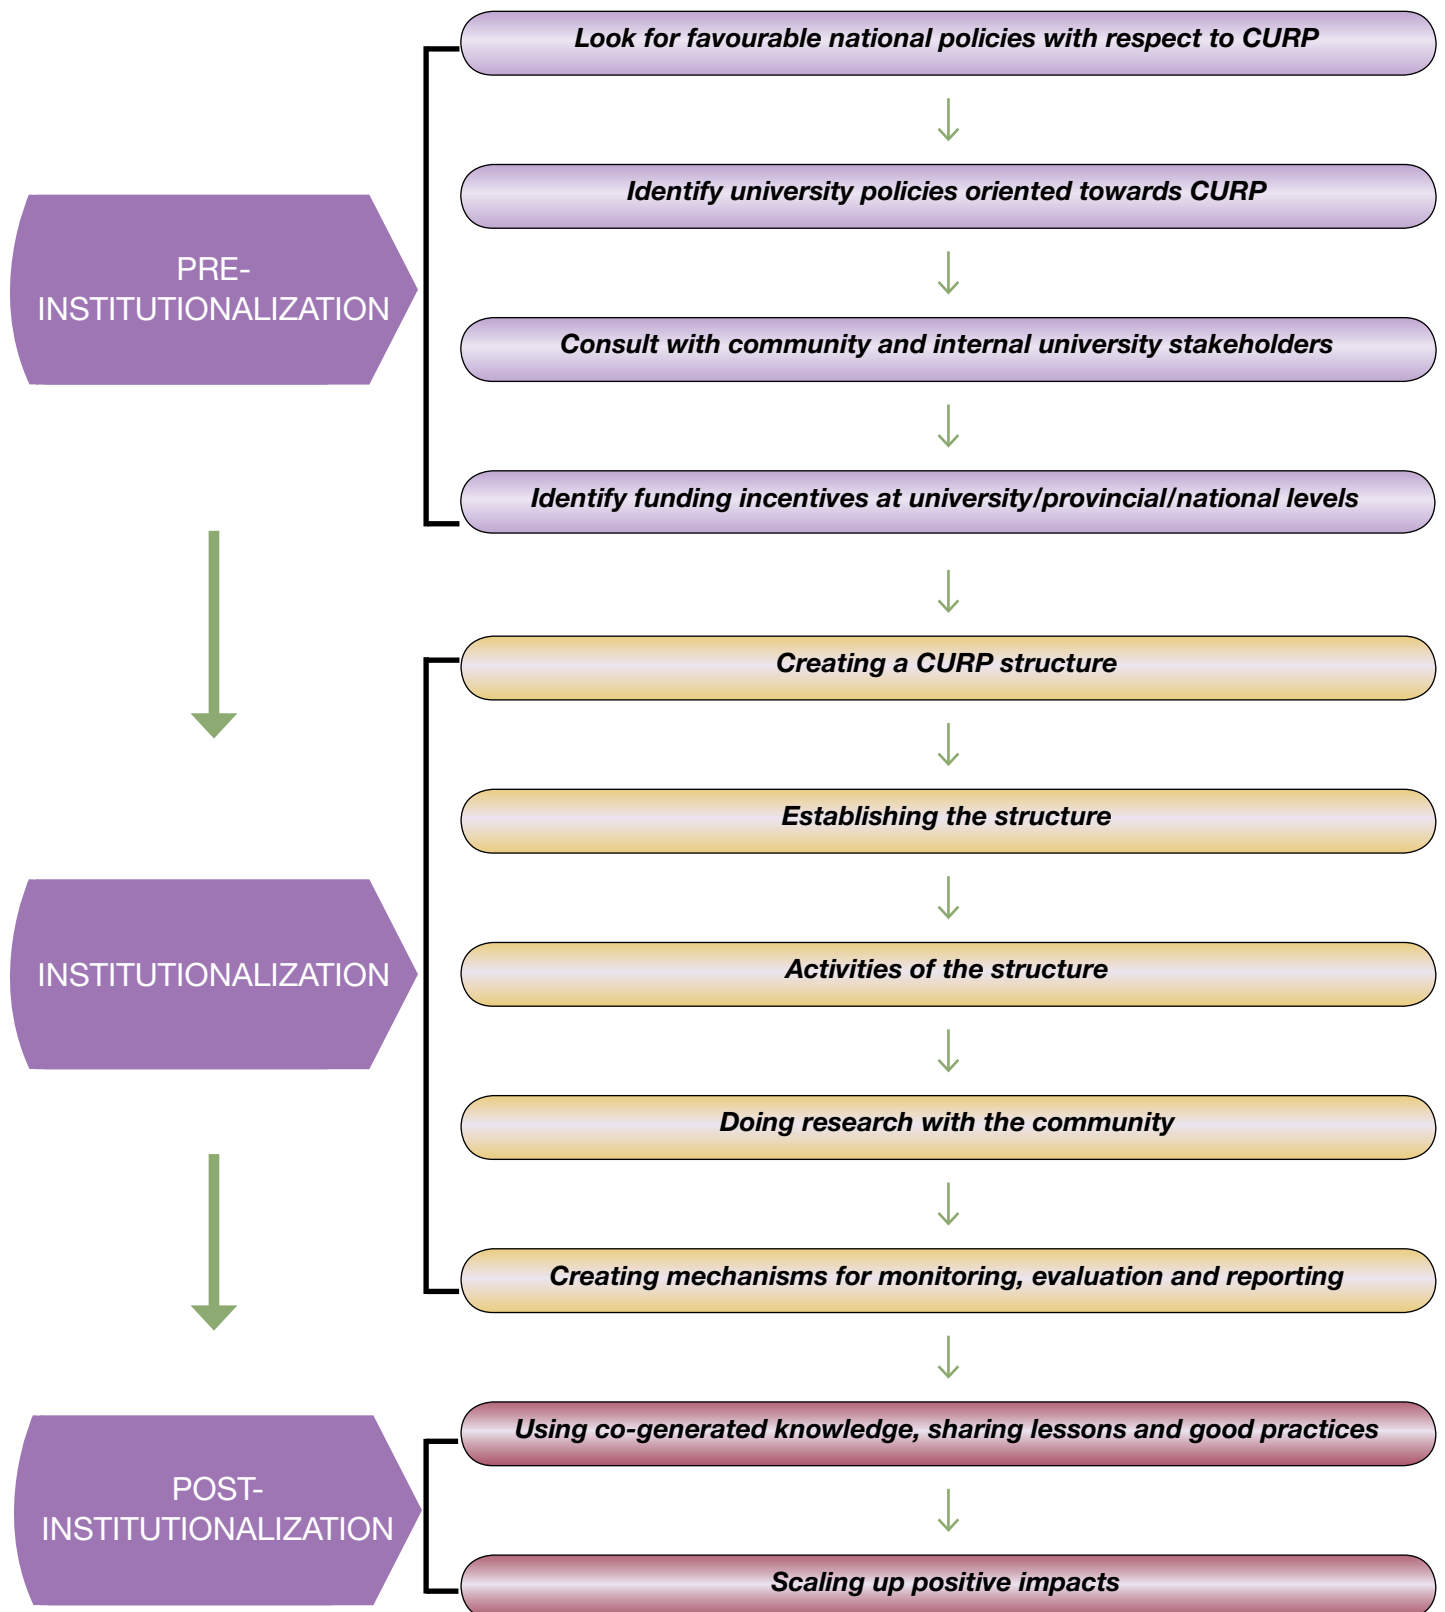 Look for favourable national policies with respect to CURP
Identify university policies oriented towards CURP
PRE-
INSTITUTIONALIZATION
Consult with community and internal university stakeholders
Identify funding incentives at university/provincial/national levels
Creating a CURP structure
Establishing the structure
INSTITUTIONALIZATION
Activities of the structure
Doing research with the community
Creating mechanisms for monitoring, evaluation and reporting
Using co-generated knowledge, sharing lessons and good practices
POST-
INSTITUTIONALIZATION
Scaling up positive impacts